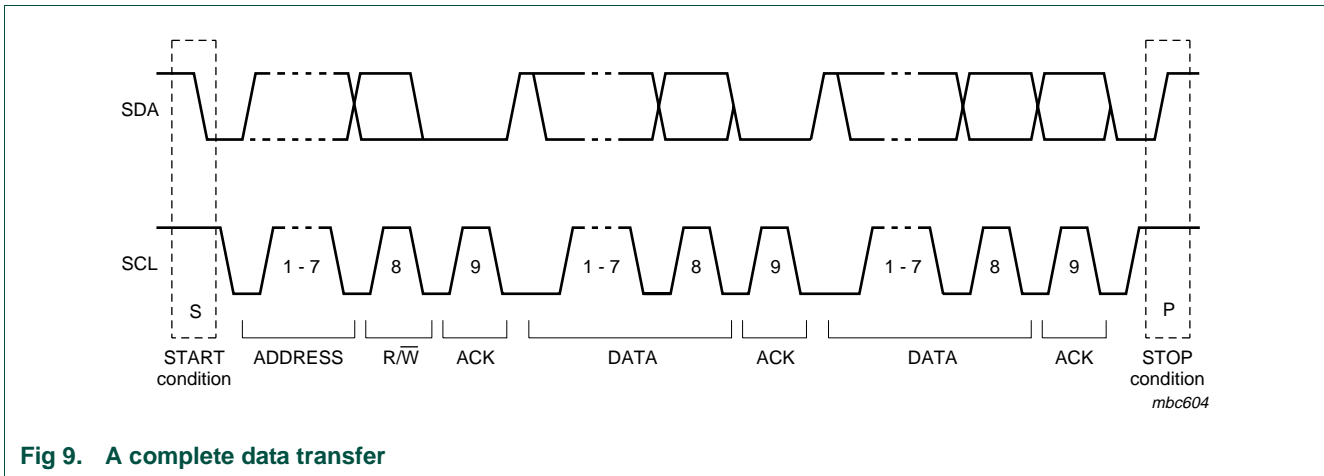 SDA
SCL
1 - 7 8 9 1 - 7 8 9 1 - 7 8 9
S P
START condition ADDRESS R/W̅ ACK DATA ACK DATA ACK STOP condition
mbc604
Fig 9. A complete data transfer